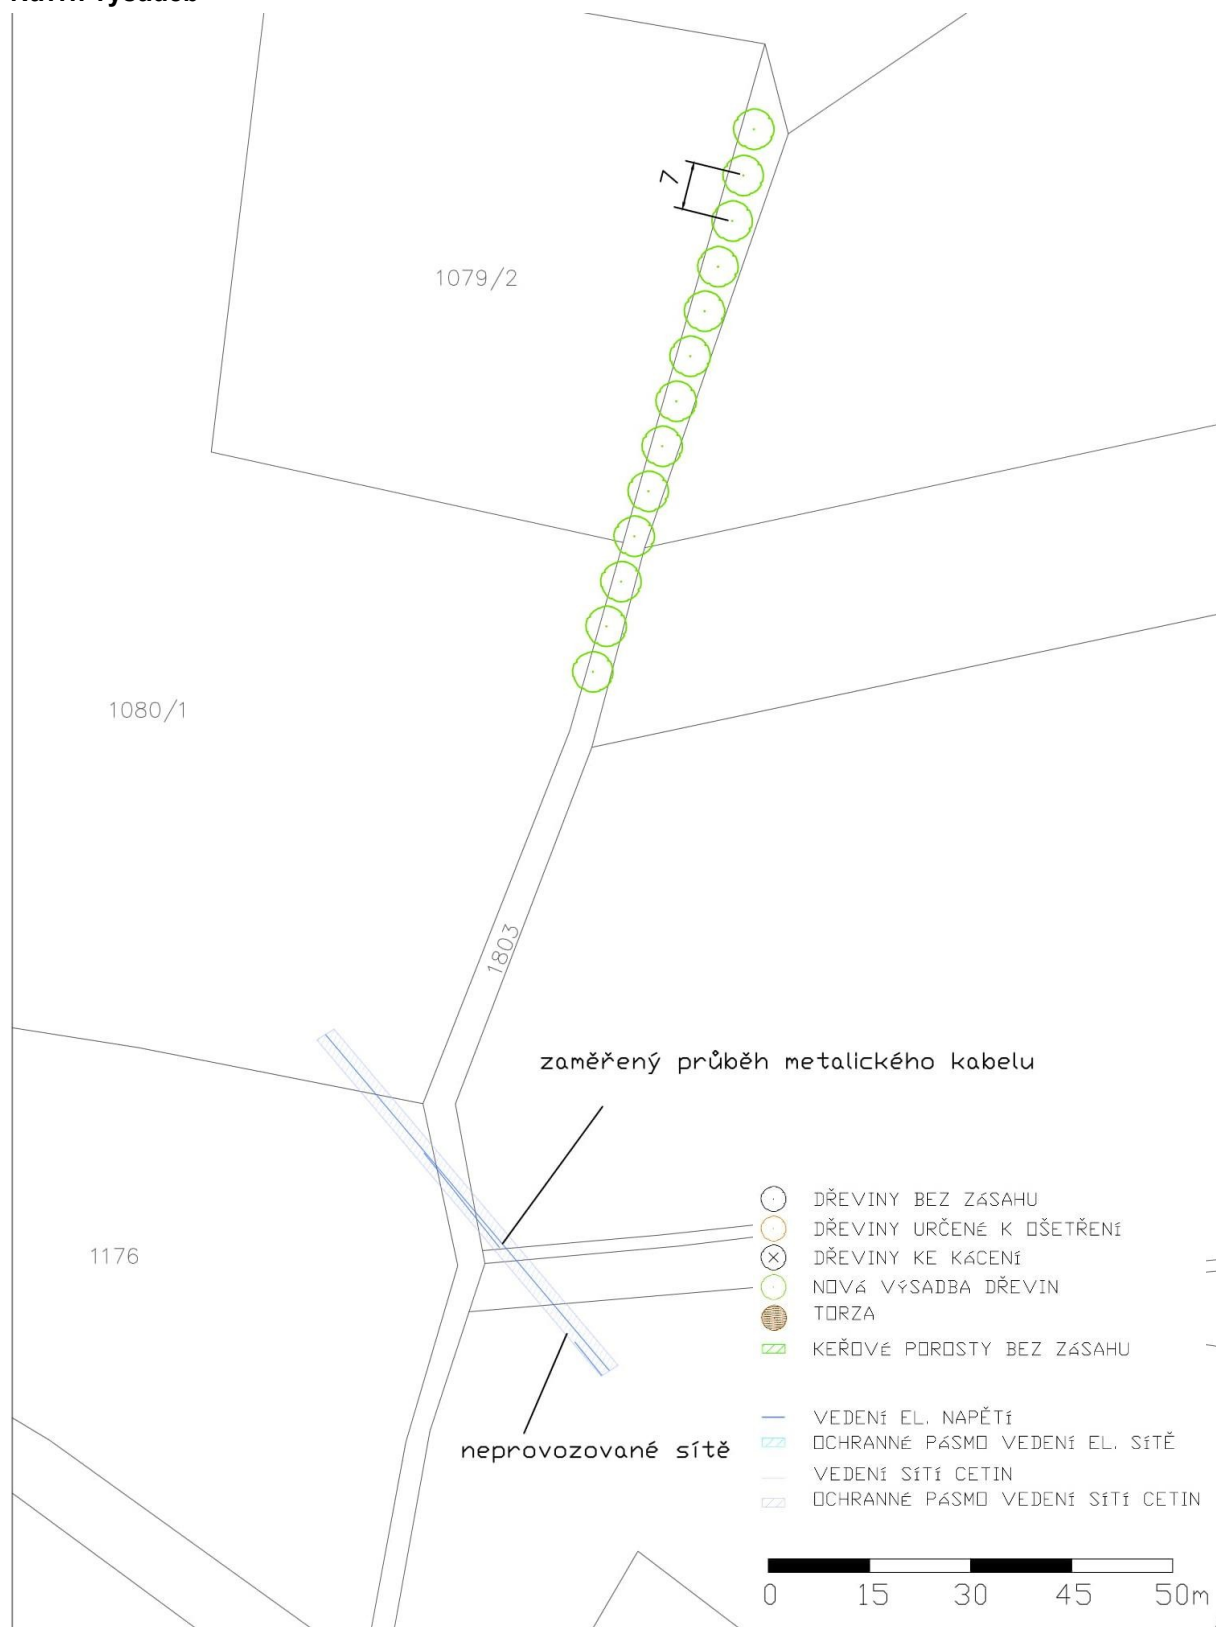 7
1079/2
1080/1
1803
zaměřený průběh metalického kabelu
1176
DŘEVINY BEZ ZÁSAHU
DŘEVINY URČENÉ K OŠETŘENÍ
DŘEVINY KE KÁCENÍ
NOVÁ VÝSADBA DŘEVIN
TORZA
KEŘOVÉ POROSTY BEZ ZÁSAHU
neprovozované sítě
VEDENÍ EL. NAPĚTÍ
OCHRANNÉ PÁSMO VEDENÍ EL. SÍTĚ
VEDENÍ SÍTÍ CETIN
OCHRANNÉ PÁSMO VEDENÍ SÍTÍ CETIN
0 15 30 45 50m